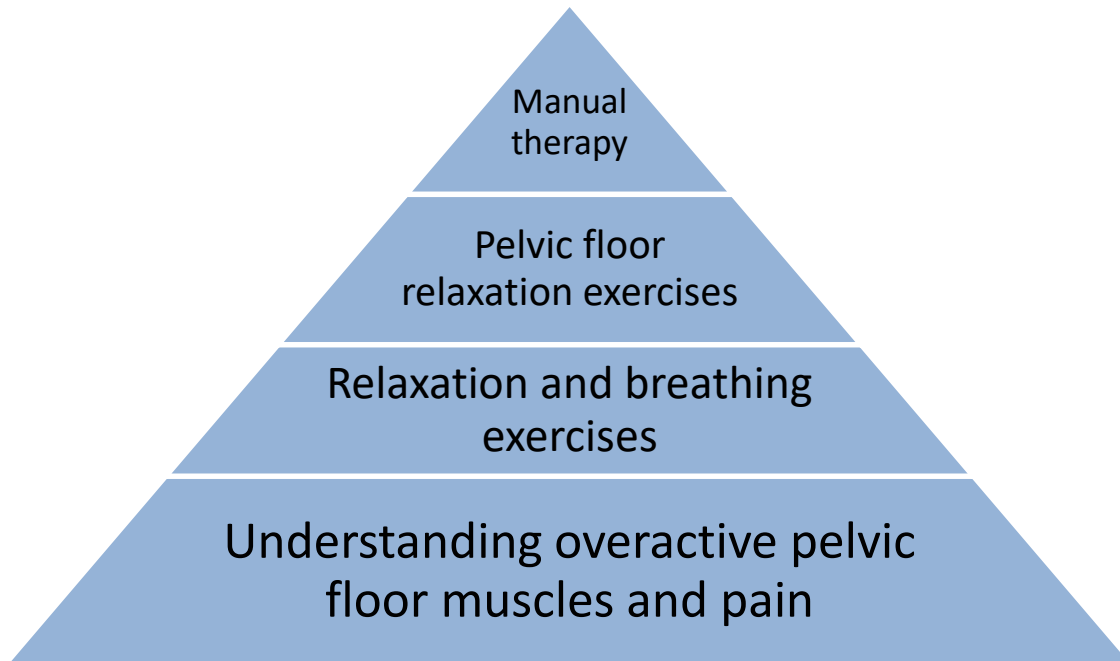 Manual
therapy
Pelvic floor
relaxation exercises
Relaxation and breathing
exercises
Understanding overactive pelvic
floor muscles and pain